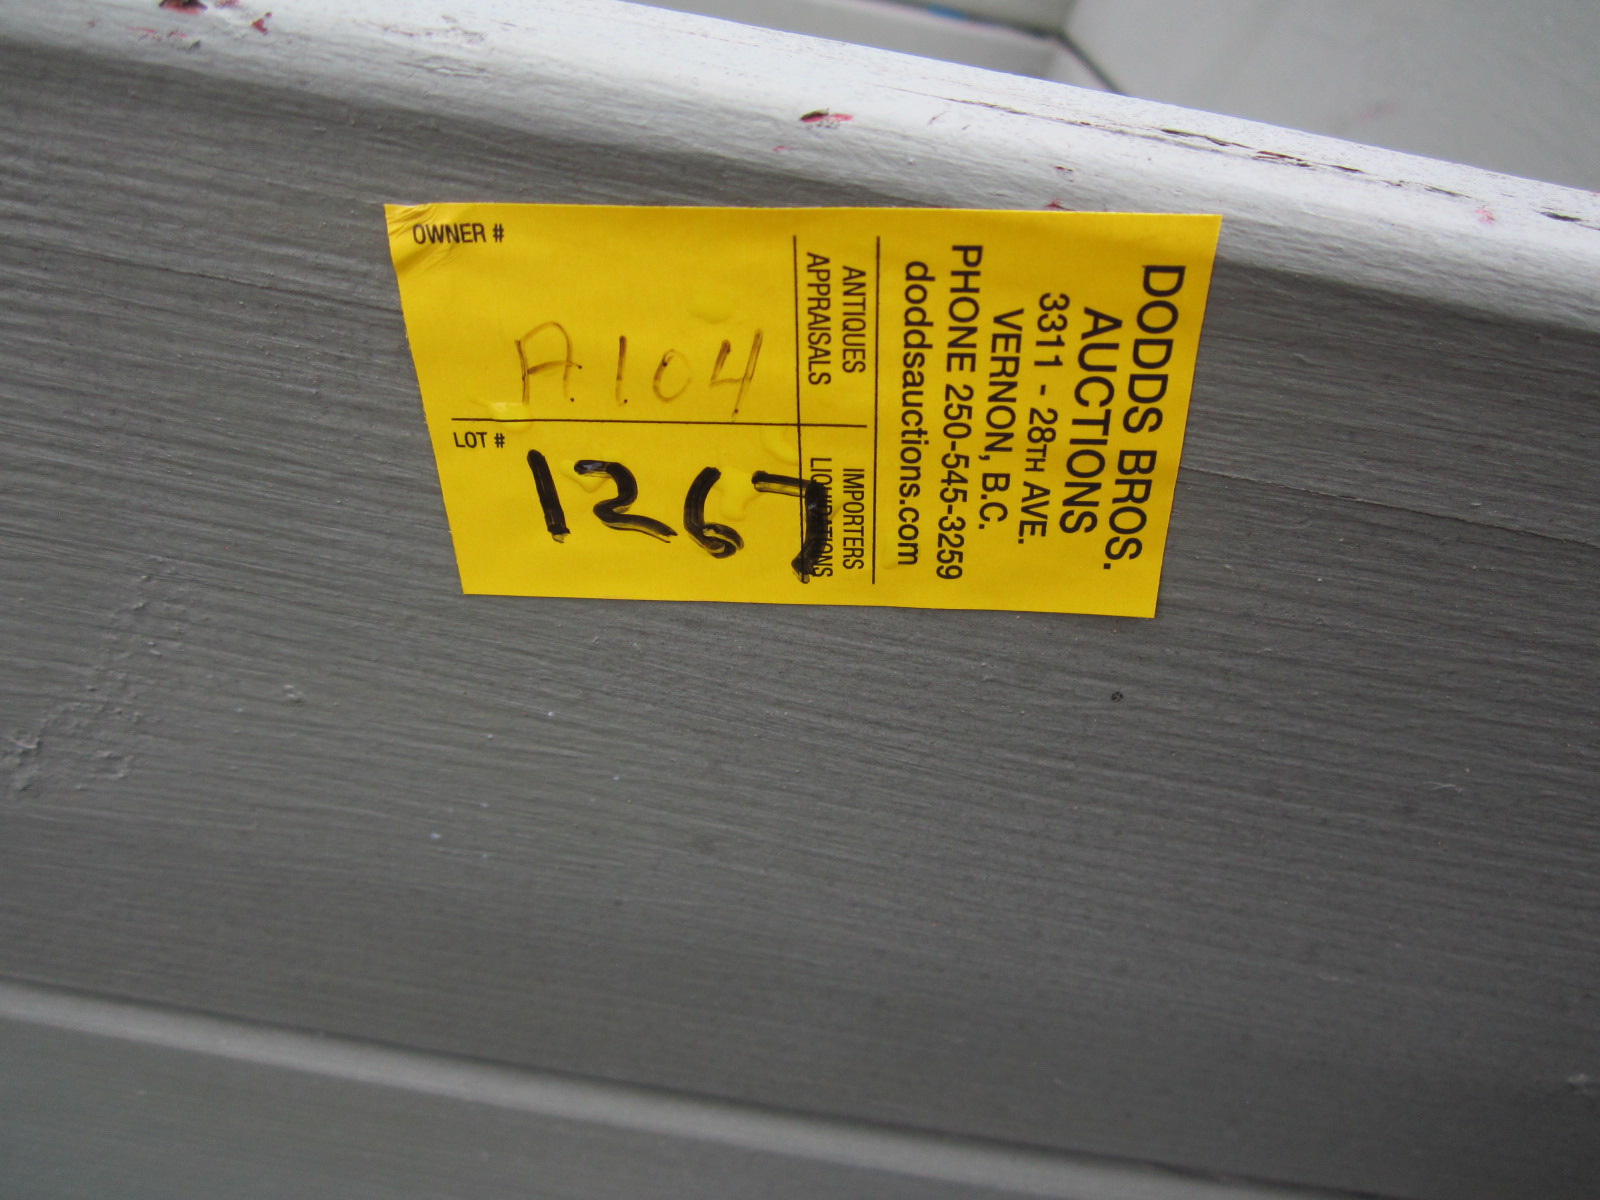 DODDS BROS.
AUCTIONS
3311 - 28TH AVE.
VERNON, B.C.
PHONE 250-545-3259
doddsauctions.com
ANTIQUES IMPORTERS
APPRAISALS LIQUIDATIONS
OWNER #
A.104
LOT #
1267